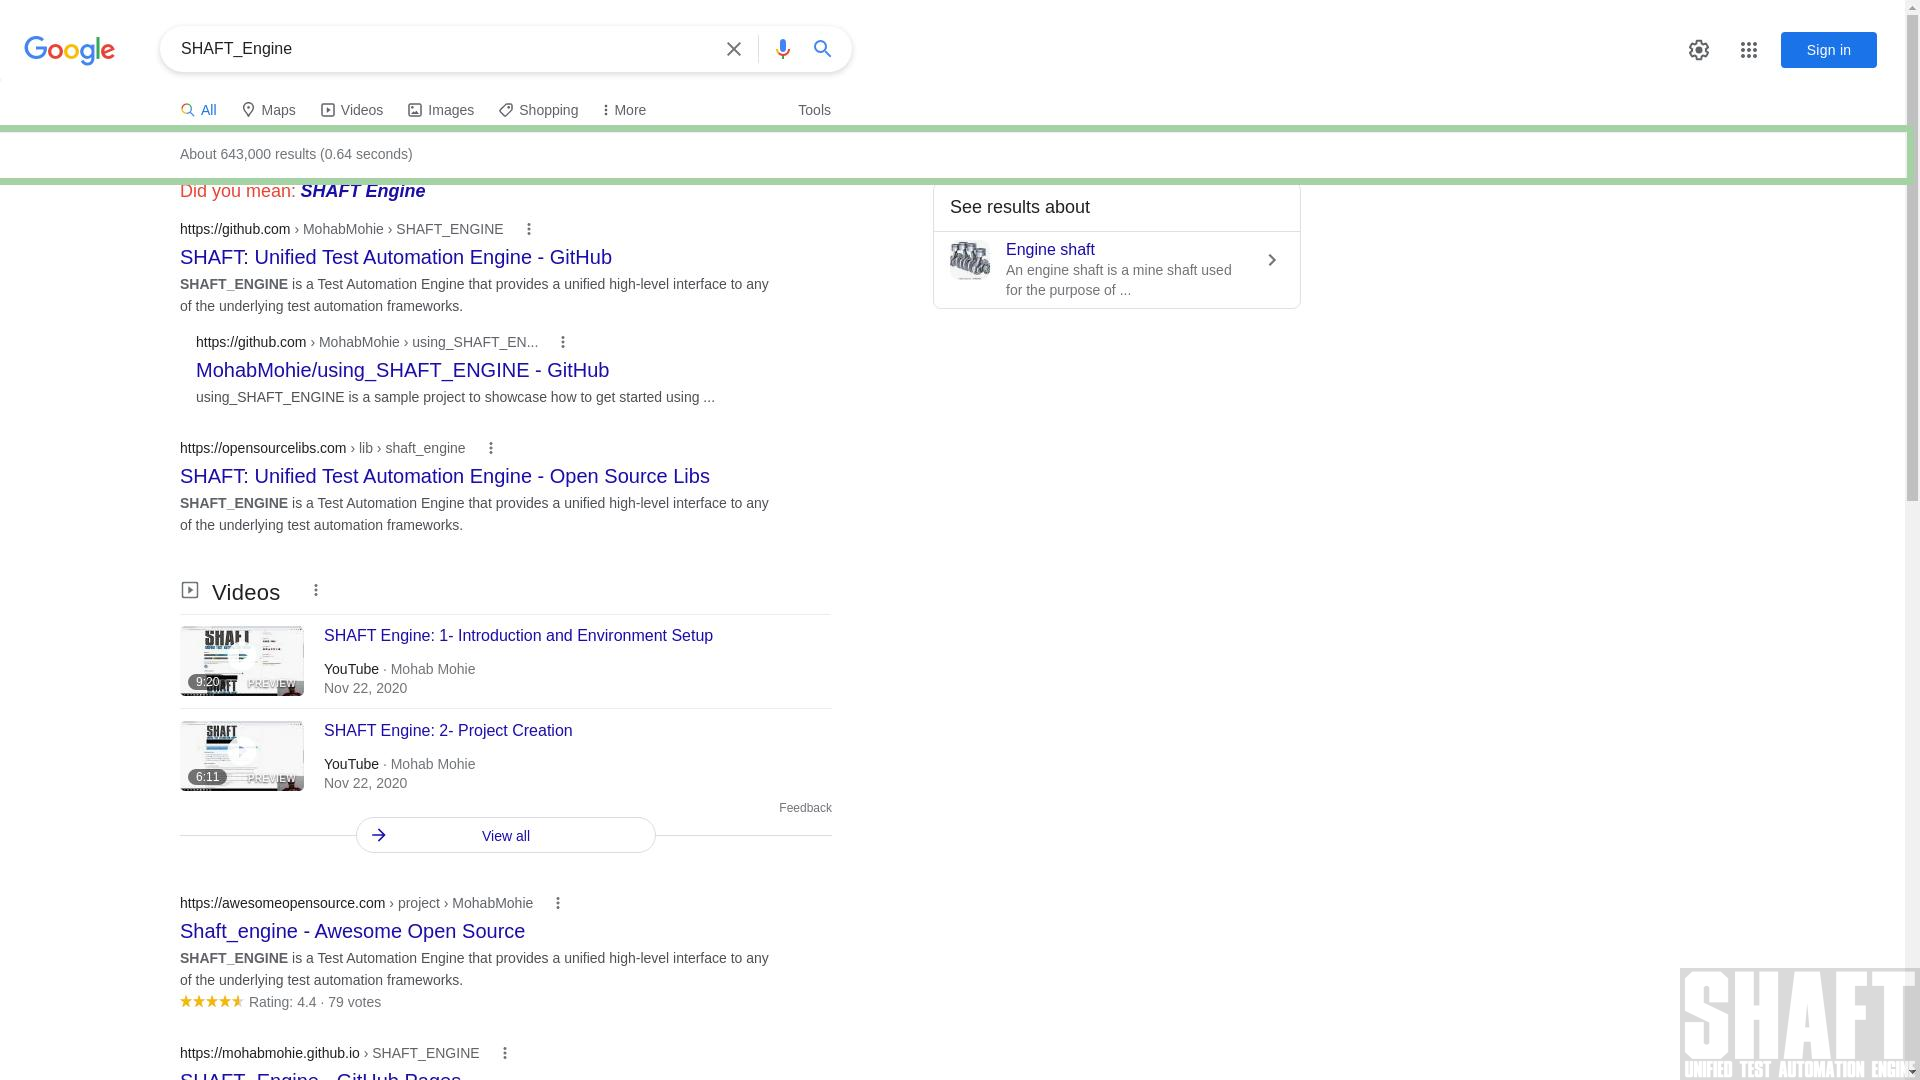 Google
SHAFT_Engine
Sign in
All
Maps
Videos
Images
Shopping
More
Tools
About 643,000 results (0.64 seconds)
Did you mean: SHAFT Engine
See results about
Engine shaft
An engine shaft is a mine shaft used
for the purpose of ...
https://github.com › MohabMohie › SHAFT_ENGINE
SHAFT: Unified Test Automation Engine - GitHub
SHAFT_ENGINE is a Test Automation Engine that provides a unified high-level interface to any
of the underlying test automation frameworks.
https://github.com › MohabMohie › using_SHAFT_EN...
MohabMohie/using_SHAFT_ENGINE - GitHub
using_SHAFT_ENGINE is a sample project to showcase how to get started using ...
https://opensourcelibs.com › lib › shaft_engine
SHAFT: Unified Test Automation Engine - Open Source Libs
SHAFT_ENGINE is a Test Automation Engine that provides a unified high-level interface to any
of the underlying test automation frameworks.
Videos
SHAFT
9:20
PREVIEW
SHAFT Engine: 1- Introduction and Environment Setup
YouTube · Mohab Mohie
Nov 22, 2020
SHAFT
6:11
PREVIEW
SHAFT Engine: 2- Project Creation
YouTube · Mohab Mohie
Nov 22, 2020
Feedback
View all
https://awesomeopensource.com › project › MohabMohie
Shaft_engine - Awesome Open Source
SHAFT_ENGINE is a Test Automation Engine that provides a unified high-level interface to any
of the underlying test automation frameworks.
Rating: 4.4 · 79 votes
https://mohabmohie.github.io › SHAFT_ENGINE
SHAFT_Engine - GitHub Pages
SHAFT
UNIFIED TEST AUTOMATION ENGINE